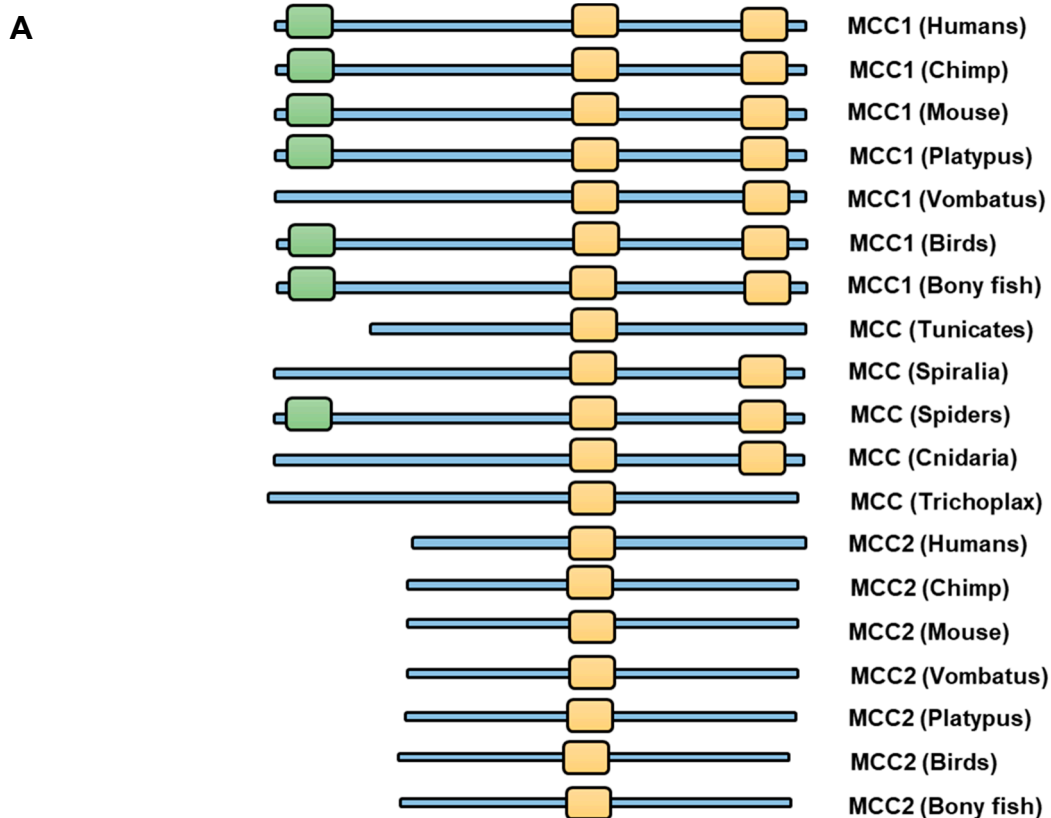 A
MCC1 (Humans)
MCC1 (Chimp)
MCC1 (Mouse)
MCC1 (Platypus)
MCC1 (Vombatus)
MCC1 (Birds)
MCC1 (Bony fish)
MCC (Tunicates)
MCC (Spiralia)
MCC (Spiders)
MCC (Cnidaria)
MCC (Trichoplax)
MCC2 (Humans)
MCC2 (Chimp)
MCC2 (Mouse)
MCC2 (Vombatus)
MCC2 (Platypus)
MCC2 (Birds)
MCC2 (Bony fish)